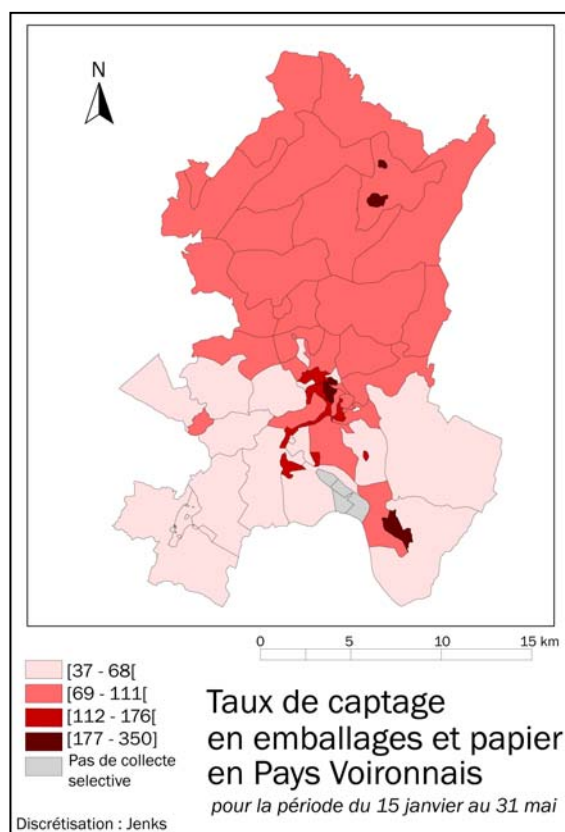 N
0 5 10 15 km
[37 - 68[
[69 - 111[
[112 - 176[
[177 - 350]
Pas de collecte
selective
Discrétisation : Jenks
Taux de captage
en emballages et papier
en Pays Voironnais
pour la période du 15 janvier au 31 mai